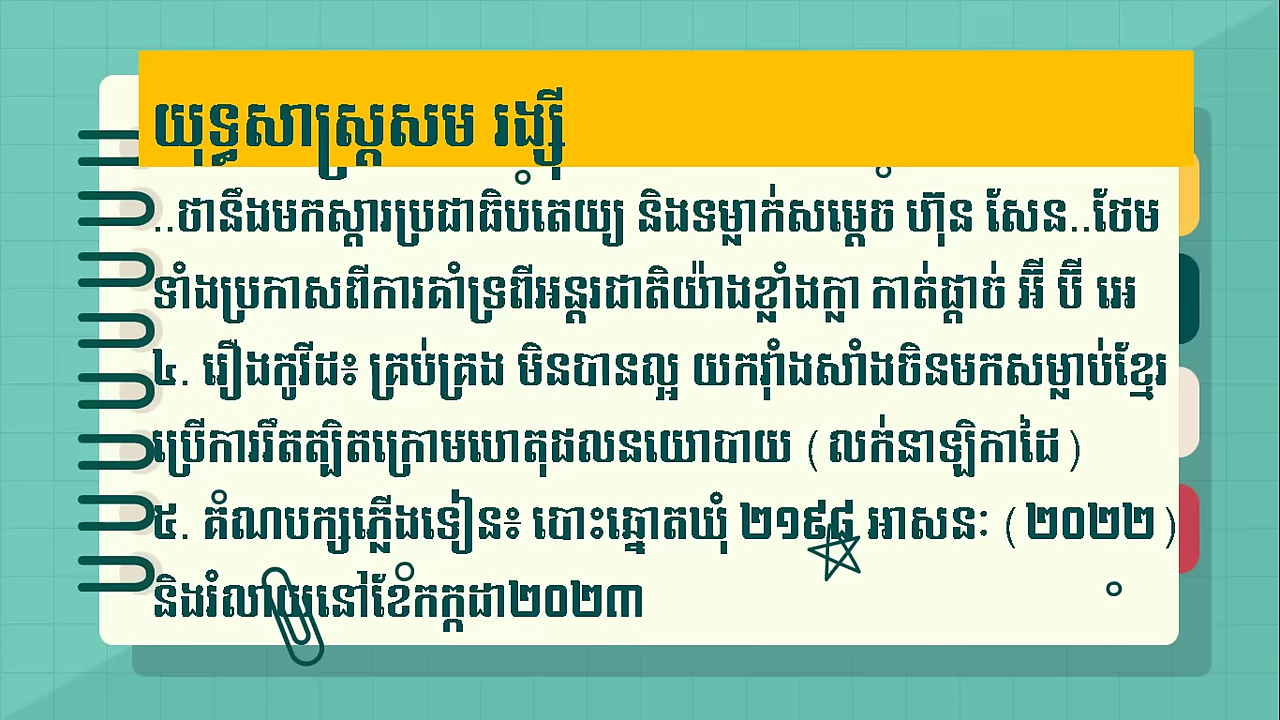 យុទ្ធសាស្ត្រសម រង្ស៊ី
..ថានឹងមកស្ដារប្រជាធិបតេយ្យ និងទម្លាក់សម្ដេច ហ៊ុន សែន..ថែម
ទាំងប្រកាសពីការគាំទ្រពីអន្តរជាតិយ៉ាងខ្លាំងក្លា កាត់ផ្ដាច់ អ៊ី ប៊ី អេ
៤. រឿងកូវីដ៖ គ្រប់គ្រង មិនបានល្អ យកវ៉ាំងសាំងចិនមកសម្លាប់ខ្មែរ
ប្រើការរឹតត្បិតក្រោមហេតុផលនយោបាយ (លក់នាឡិកាដៃ)
៥. គំណបក្សភ្លើងទៀន៖ បោះឆ្នោតឃុំ ២១៩៨ អាសនៈ (២០២២)
និងរំលាយនៅខែកក្កដា២០២៣